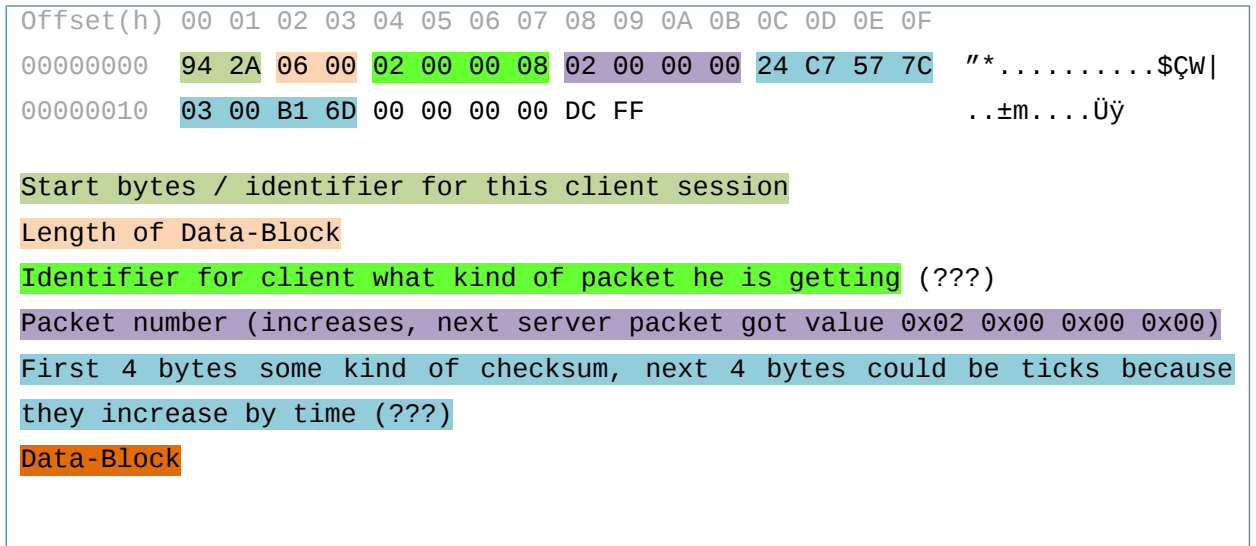 Offset(h) 00 01 02 03 04 05 06 07 08 09 0A 0B 0C 0D 0E 0F
00000000 94 2A 06 00 02 00 00 08 02 00 00 00 24 C7 57 7C ”*..........$ÇW|
00000010 03 00 B1 6D 00 00 00 00 DC FF ..±m....Üÿ
Start bytes / identifier for this client session
Length of Data-Block
Identifier for client what kind of packet he is getting (???)
Packet number (increases, next server packet got value 0x02 0x00 0x00 0x00)
First 4 bytes some kind of checksum, next 4 bytes could be ticks because
they increase by time (???)
Data-Block